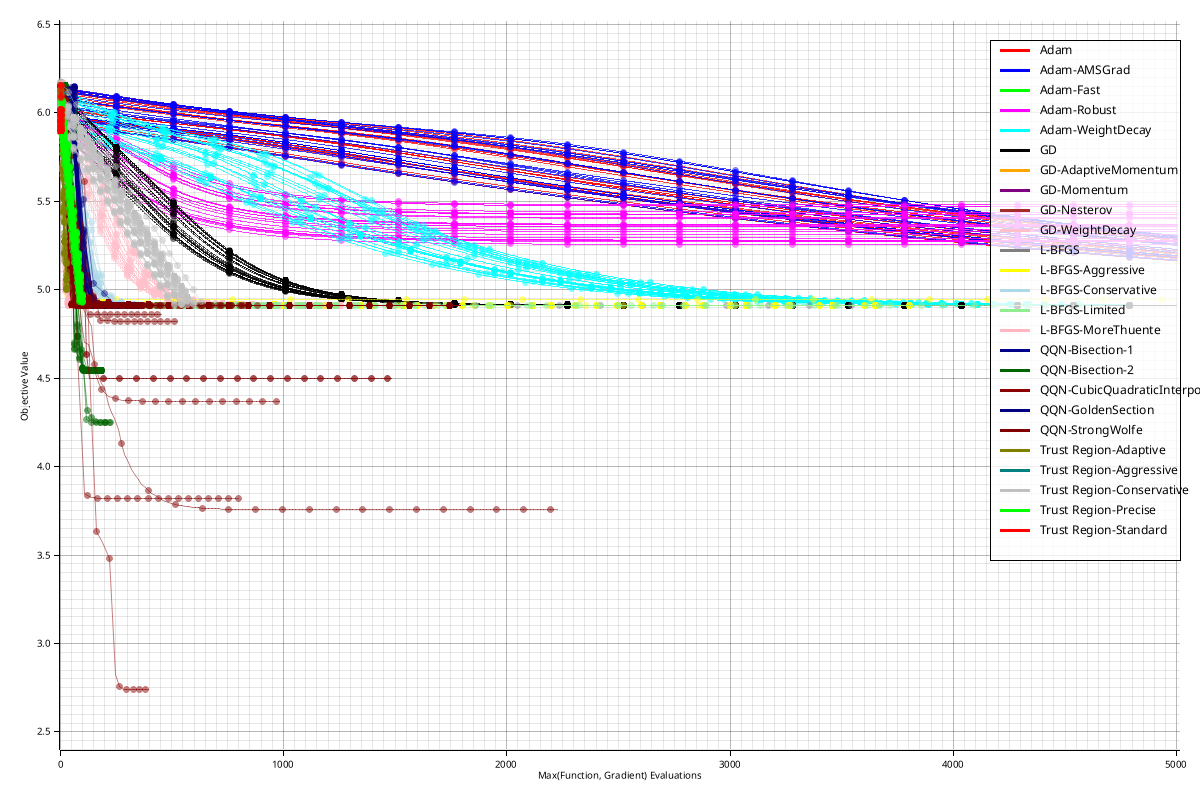 6.5
6.0
5.5
5.0
4.5
4.0
3.5
3.0
2.5
Objective Value
0
1000
2000
3000
4000
5000
Max(Function, Gradient) Evaluations
Adam
Adam-AMSGrad
Adam-Fast
Adam-Robust
Adam-WeightDecay
GD
GD-AdaptiveMomentum
GD-Momentum
GD-Nesterov
GD-WeightDecay
L-BFGS
L-BFGS-Aggressive
L-BFGS-Conservative
L-BFGS-Limited
L-BFGS-MoreThuente
QQN-Bisection-1
QQN-Bisection-2
QQN-CubicQuadraticInterpo
QQN-GoldenSection
QQN-StrongWolfe
Trust Region-Adaptive
Trust Region-Aggressive
Trust Region-Conservative
Trust Region-Precise
Trust Region-Standard